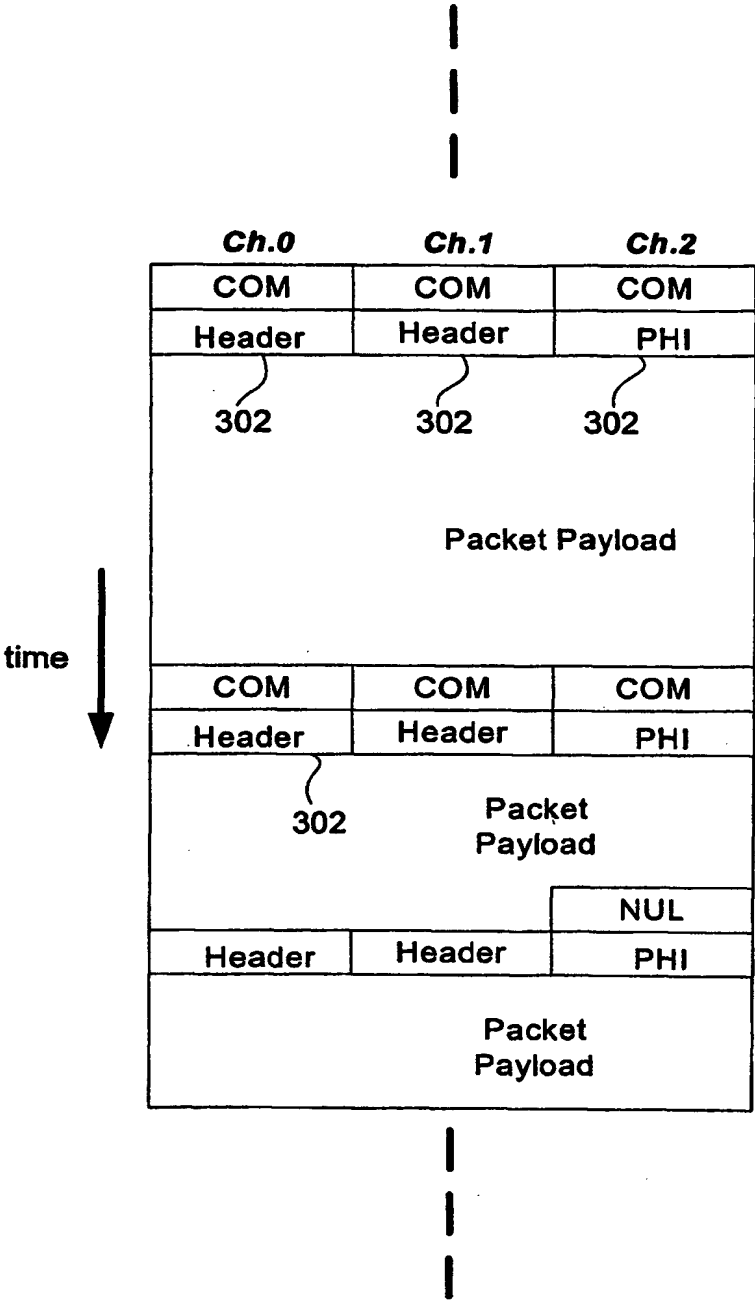 Ch.0 Ch.1 Ch.2
COM COM COM
Header Header PHI
302 302 302
Packet Payload
time
COM COM COM
Header Header PHI
302
Packet
Payload
NUL
Header Header PHI
Packet
Payload